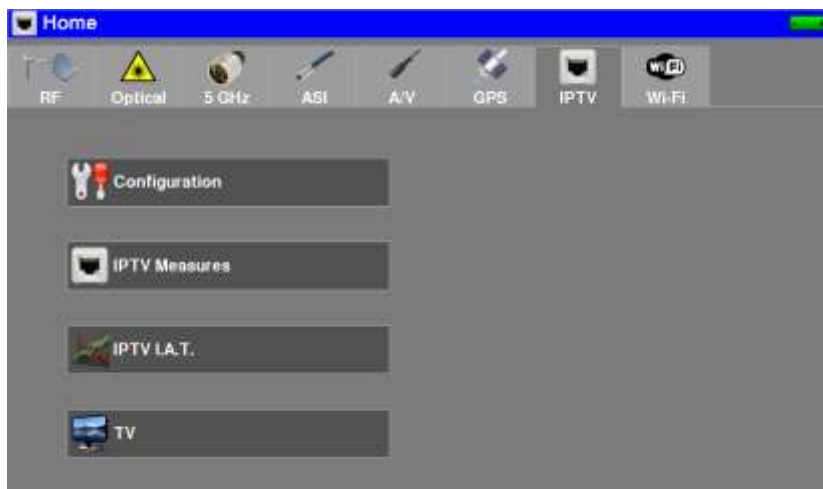 Home
RF Optical 5 GHz ASI A/V GPS IPTV Wi-Fi
Configuration
IPTV Measures
IPTV I.A.T.
TV